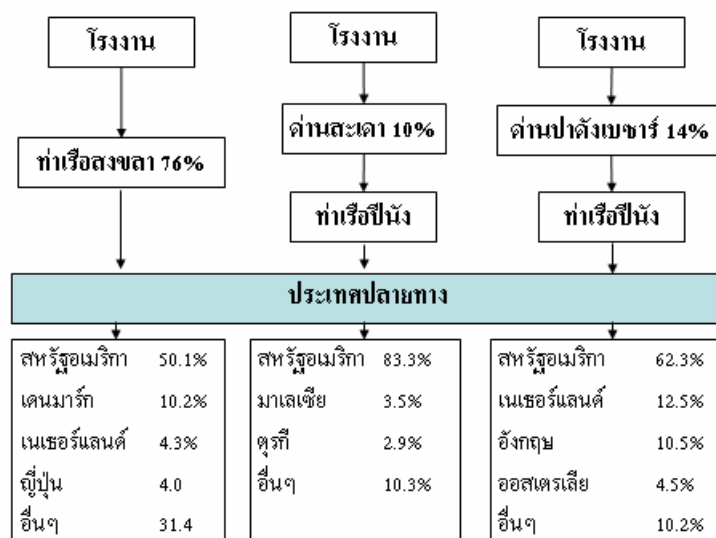 โรงงาน
โรงงาน
โรงงาน
ท่าเรือสงขลา 76%
ด่านสะเดา 10%
ด่านปาดังเบซาร์ 14%
ท่าเรือปีนัง
ท่าเรือปีนัง
ประเทศปลายทาง
สหรัฐอเมริกา 50.1%
เดนมาร์ก 10.2%
เนเธอร์แลนด์ 4.3%
ญี่ปุ่น 4.0
อื่นๆ 31.4
สหรัฐอเมริกา 83.3%
มาเลเซีย 3.5%
ตุรกี 2.9%
อื่นๆ 10.3%
สหรัฐอเมริกา 62.3%
เนเธอร์แลนด์ 12.5%
อังกฤษ 10.5%
ออสเตรเลีย 4.5%
อื่นๆ 10.2%